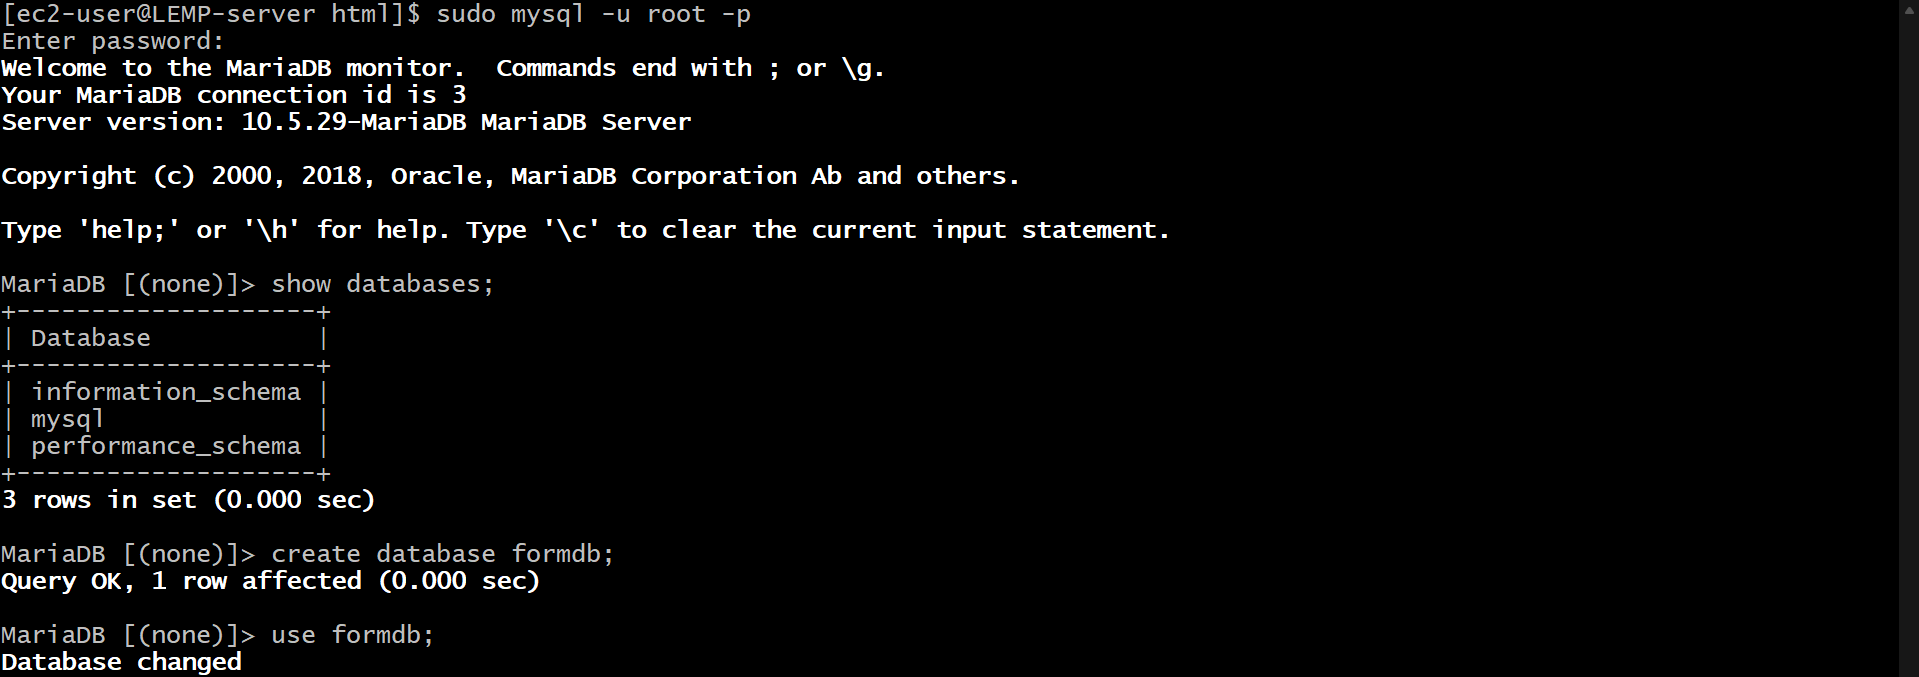 [ec2-user@LEMP-server html]$ sudo mysql -u root -p
Enter password:
Welcome to the MariaDB monitor.  Commands end with ; or \g.
Your MariaDB connection id is 3
Server version: 10.5.29-MariaDB MariaDB Server

Copyright (c) 2000, 2018, Oracle, MariaDB Corporation Ab and others.

Type 'help;' or '\h' for help. Type '\c' to clear the current input statement.

MariaDB [(none)]> show databases;
+--------------------+
| Database           |
+--------------------+
| information_schema |
| mysql              |
| performance_schema |
+--------------------+
3 rows in set (0.000 sec)

MariaDB [(none)]> create database formdb;
Query OK, 1 row affected (0.000 sec)

MariaDB [(none)]> use formdb;
Database changed